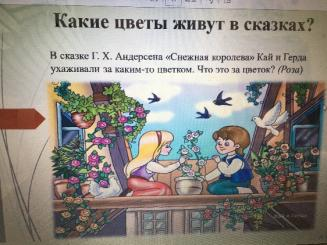 Какие цветы живут в сказках?
В сказке Г. Х. Андерсена «Снежная королева» Кай и Герда
ухаживали за каким-то цветком. Что это за цветок? (Роза)